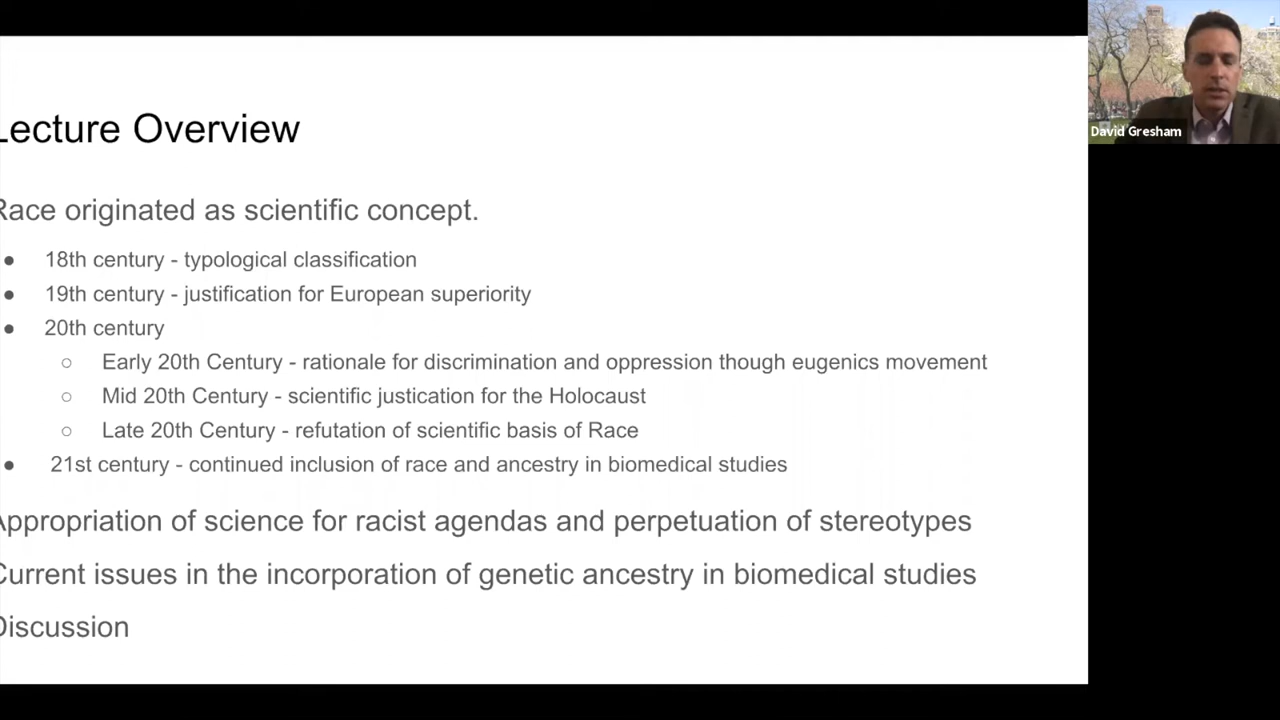 Lecture Overview
Race originated as scientific concept.
● 18th century - typological classification
● 19th century - justification for European superiority
● 20th century
○ Early 20th Century - rationale for discrimination and oppression though eugenics movement
○ Mid 20th Century - scientific justication for the Holocaust
○ Late 20th Century - refutation of scientific basis of Race
● 21st century - continued inclusion of race and ancestry in biomedical studies
Appropriation of science for racist agendas and perpetuation of stereotypes
Current issues in the incorporation of genetic ancestry in biomedical studies
Discussion
David Gresham